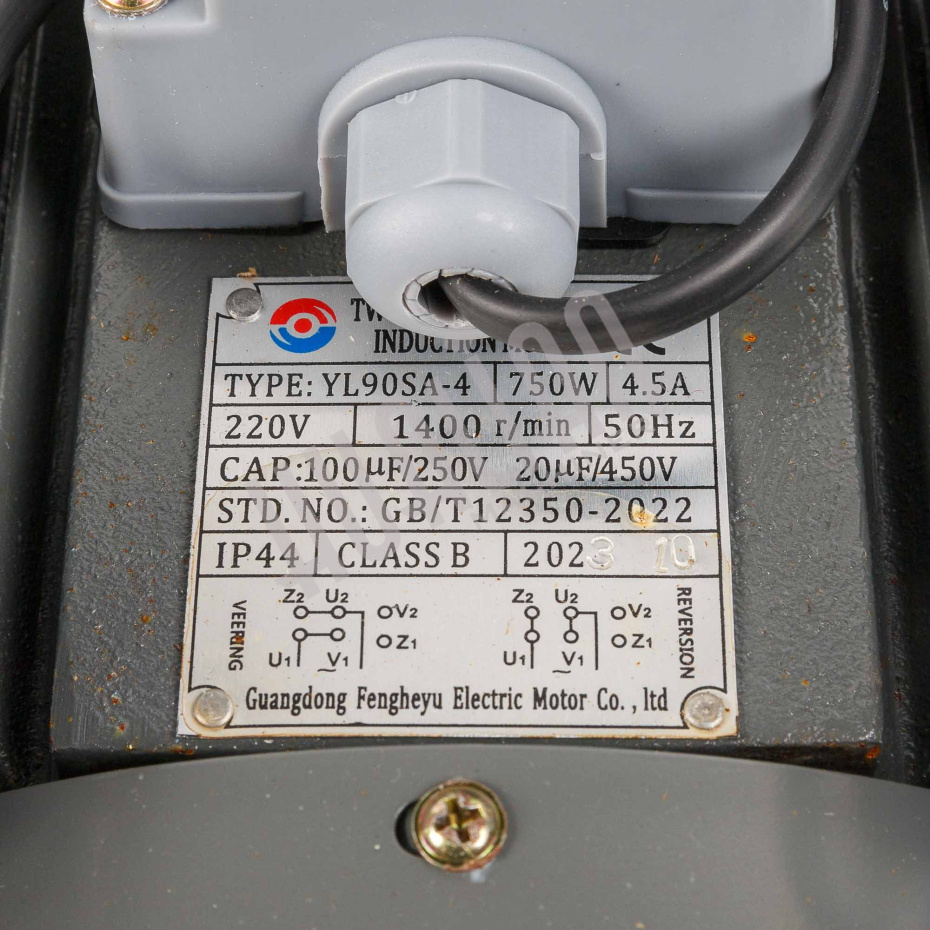 INDUCTION
TYPE: YL90SA-4 750W 4.5A
220V 1400 r/min 50Hz
CAP:100μF/250V 20μF/450V
STD. NO.: GB/T12350-2022
IP44 CLASS B 2023 10
VEERING
Z2 U2 V2
Z1
U1 ~V1
Z2 U2 V2
Z1
U1 ~V1
REVERSION
Guangdong Fengheyu Electric Motor Co. , ltd